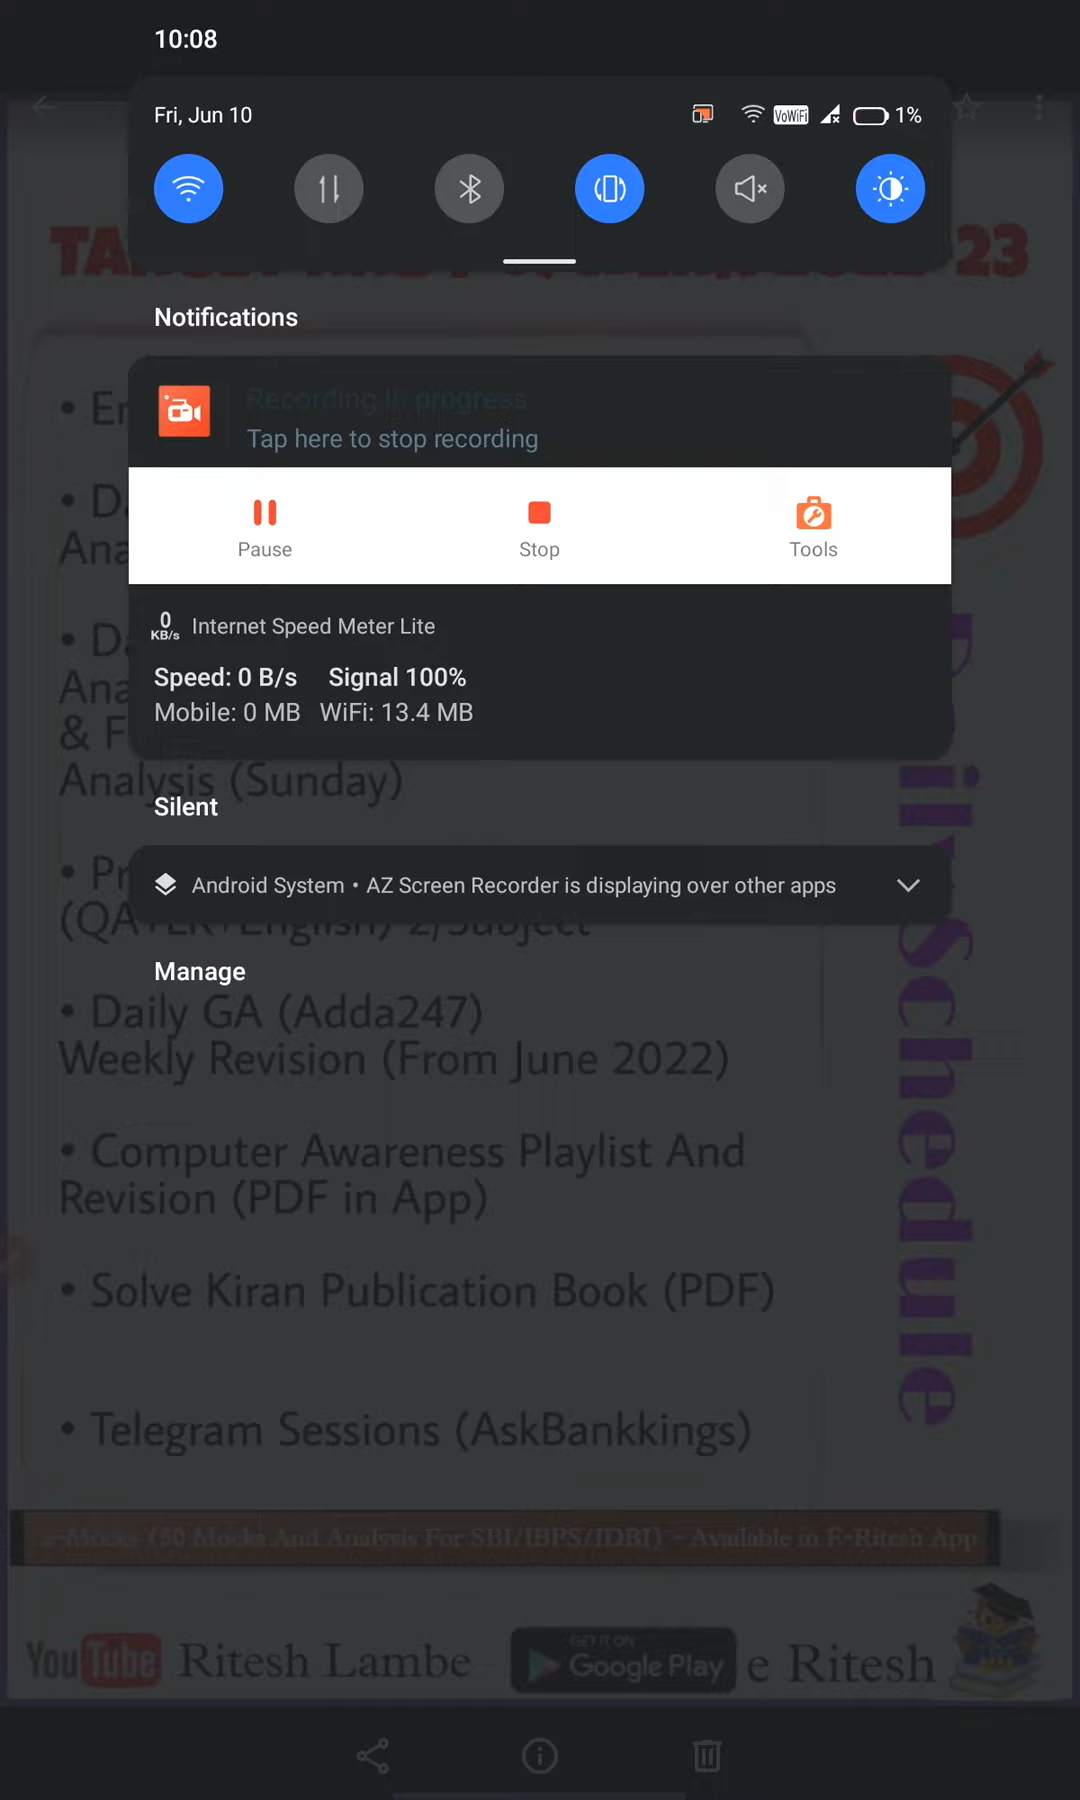 10:08
Fri, Jun 10
VoWiFi
1%
23
Notifications
Recording in progress
Tap here to stop recording
Pause
Stop
Tools
0
KB/s
Internet Speed Meter Lite
Speed: 0 B/s Signal 100%
Mobile: 0 MB WiFi: 13.4 MB
& F
Analysis (Sunday)
Silent
Android System • AZ Screen Recorder is displaying over other apps
Manage
• Daily GA (Adda247)
Weekly Revision (From June 2022)
• Computer Awareness Playlist And
Revision (PDF in App)
• Solve Kiran Publication Book (PDF)
• Telegram Sessions (AskBankkings)
Schedule
Mocks (50 Mocks And Analysis For SBI/IBPS/IDBI) - Available in E-Ritesh App
YouTube Ritesh Lambe
GET IT ON
Google Play
e Ritesh